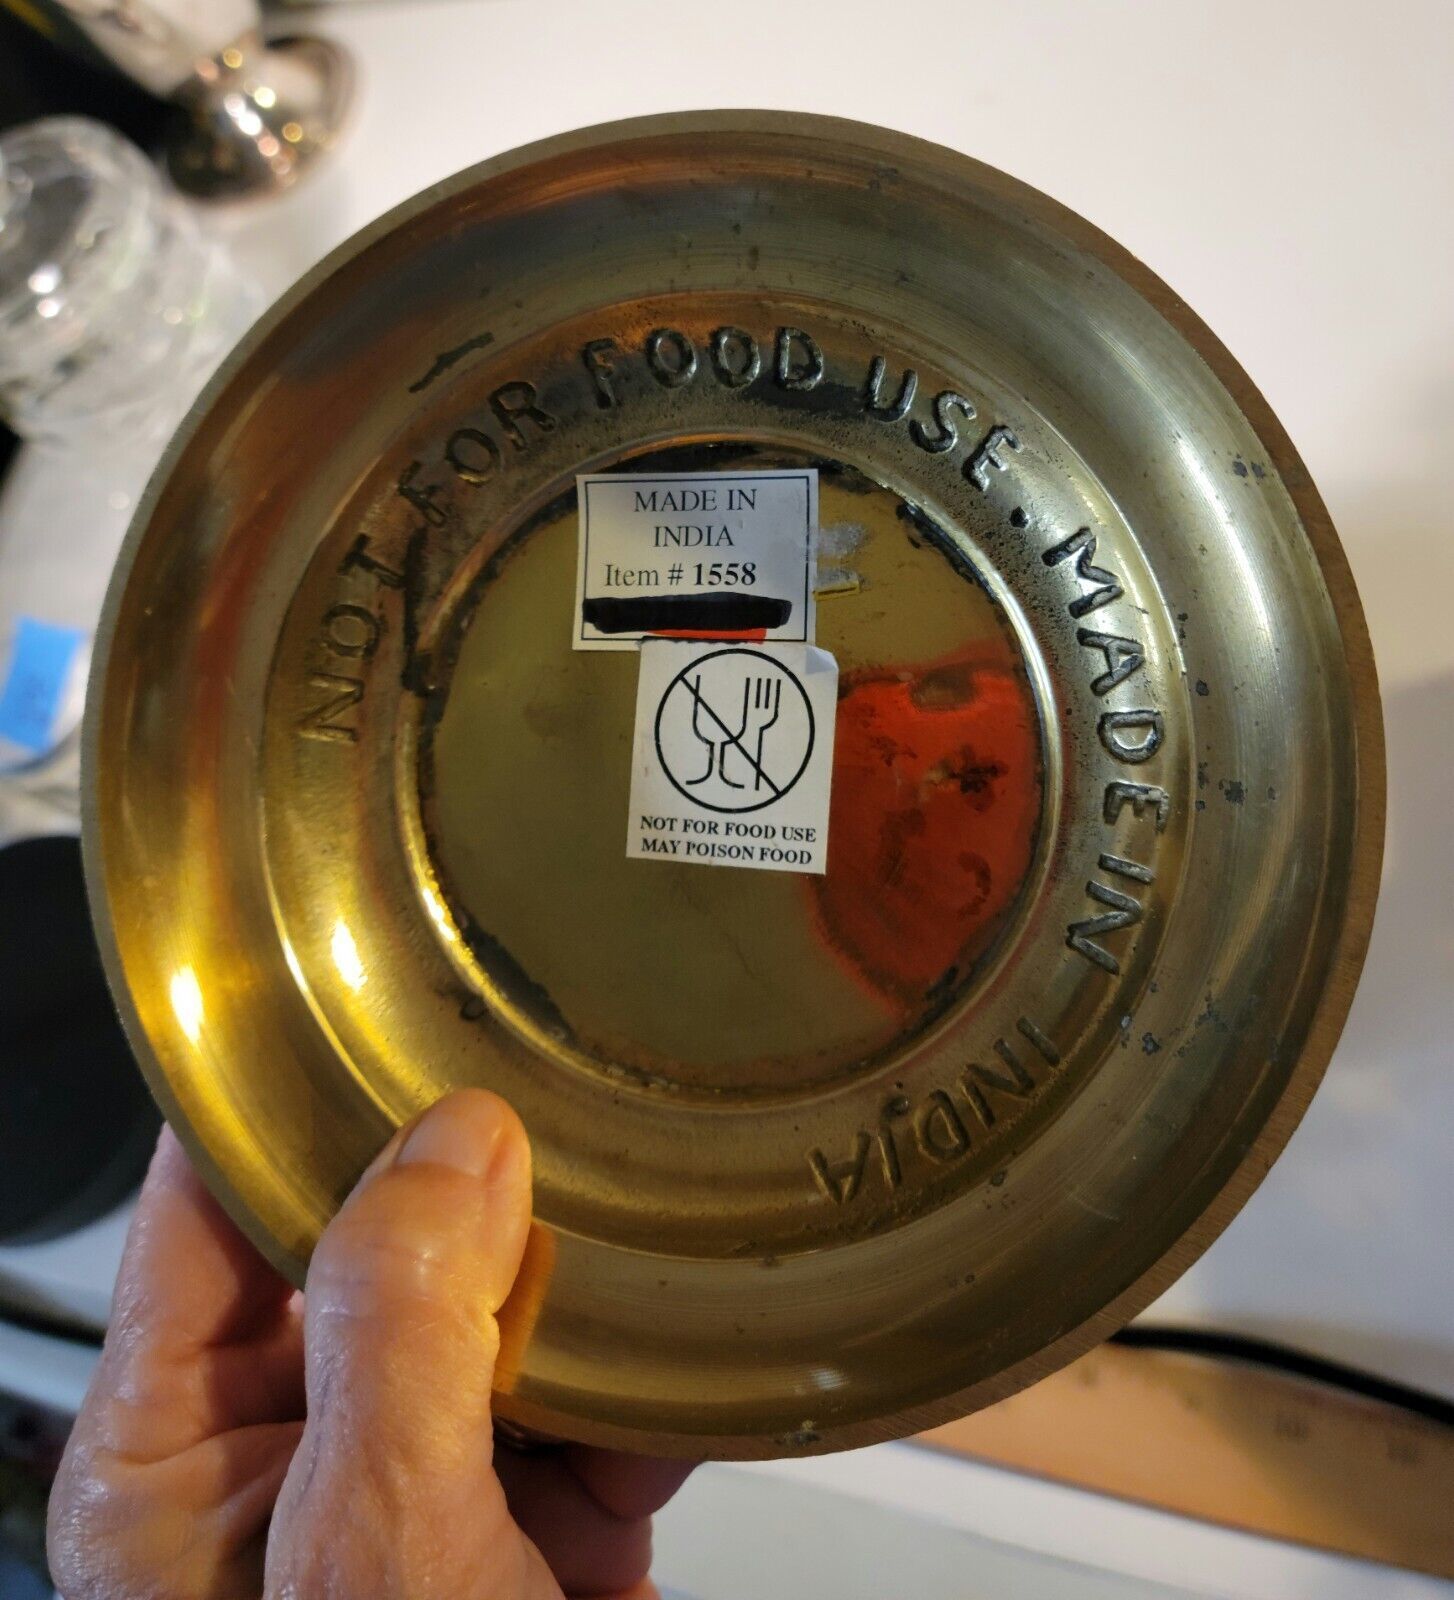 NOT FOR FOOD USE. MADE IN INDIA
MADE IN
INDIA
Item # 1558
NOT FOR FOOD USE
MAY POISON FOOD